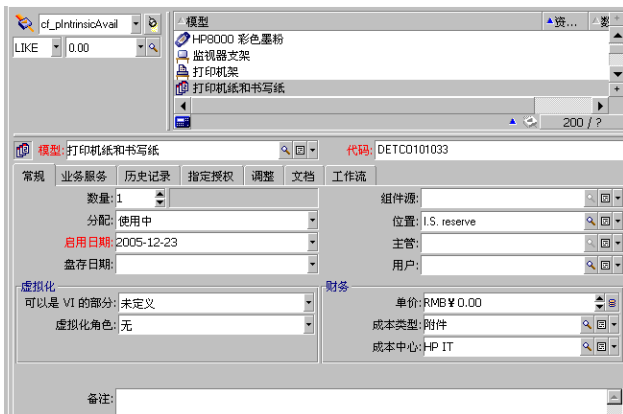 cf_pIntrinsicAvail
LIKE 0.00
模型 资... 数
HP8000 彩色墨粉
监视器支架
打印机架
打印机纸和书写纸
200 / ?
模型: 打印机纸和书写纸 代码: DETC0101033
常规 业务服务 历史记录 指定授权 调整 文档 工作流
数量: 1 组件源:
分配: 使用中 位置: I.S. reserve
启用日期: 2005-12-23 主管:
盘存日期: 用户:
虚拟化 财务
可以是 VI 的部分: 未定义 单价: RMB¥0.00
虚拟化角色: 无 成本类型: 附件
成本中心: HP IT
备注: